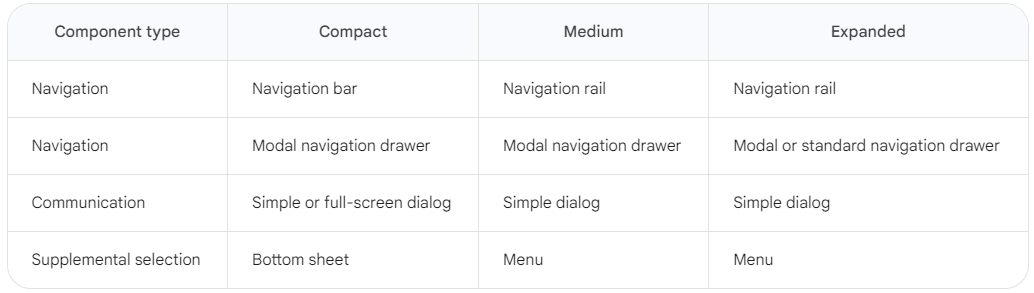 Component type Compact Medium Expanded
Navigation Navigation bar Navigation rail Navigation rail
Navigation Modal navigation drawer Modal navigation drawer Modal or standard navigation drawer
Communication Simple or full-screen dialog Simple dialog Simple dialog
Supplemental selection Bottom sheet Menu Menu